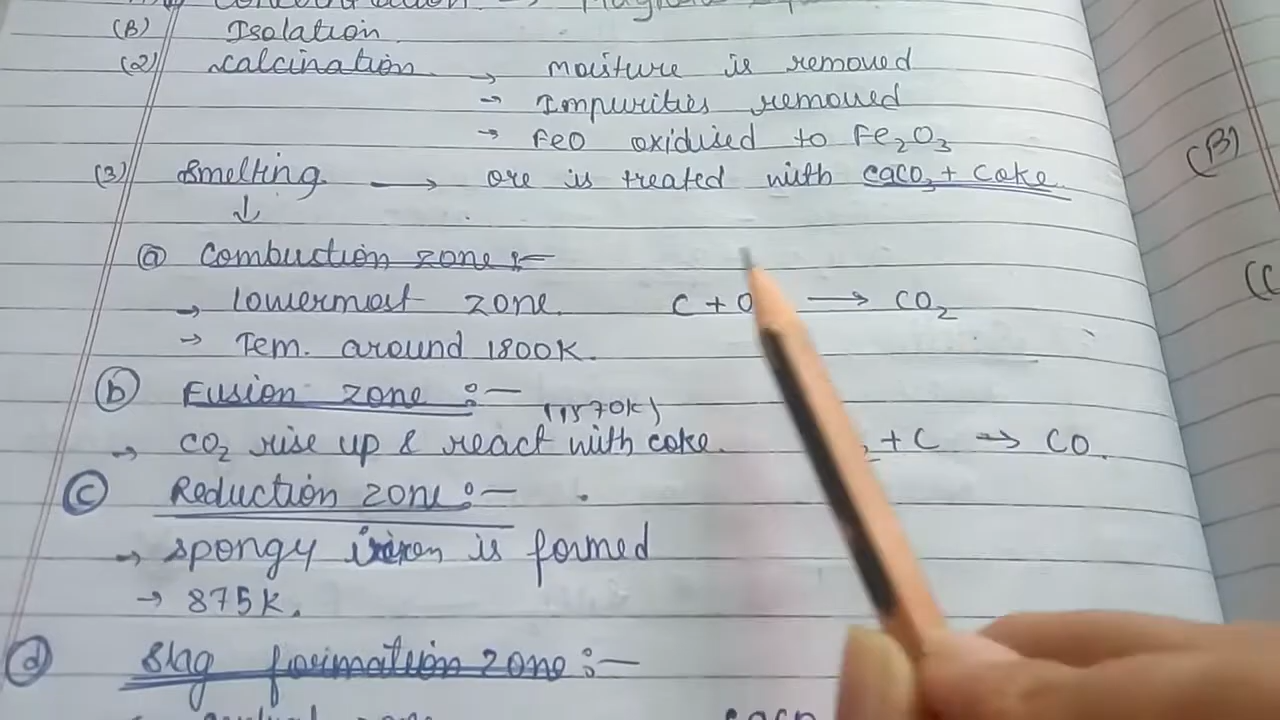 (B) Isolation
(2) calcination → moisture is removed
→ Impurities removed
→ FeO oxidised to Fe₂O₃
(3) Smelting → ore is treated with CaCO₃ + Coke
↓
(a) Combuction zone :-
→ lowermost zone. C + O → CO₂
→ Tem. around 1800K.
(b) Fusion zone :-
(1570K)
→ CO₂ rise up & react with coke. ₂ + C → CO.
(c) Reduction zone :-
→ spongy iron is formed
→ 875K.
(d) Slag formation zone :-
(B)
(C